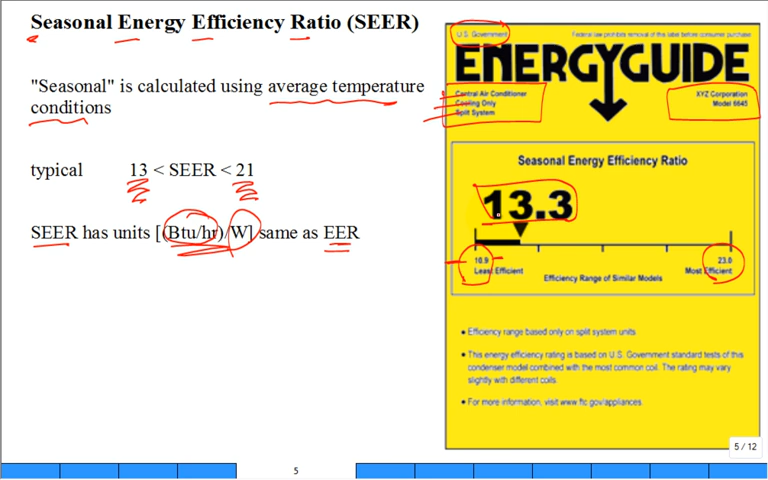 Seasonal Energy Efficiency Ratio (SEER)
"Seasonal" is calculated using average temperature
conditions
typical 13 < SEER < 21
SEER has units [(Btu/hr)/W] same as EER
U.S. Government Federal law prohibits removal of this label before consumer purchase
ENERGYGUIDE
Central Air Conditioner
Cooling Only
Split System
XYZ Corporation
Model 6645
Seasonal Energy Efficiency Ratio
13.3
10.9 23.0
Least Efficient Most Efficient
Efficiency Range of Similar Models
• Efficiency range based only on split system units
• This energy efficiency rating is based on U.S. Government standard tests of this
condenser model combined with the most common coil. The rating may vary
slightly with different coils.
• For more information, visit www.ftc.gov/appliances.
5 / 12
5